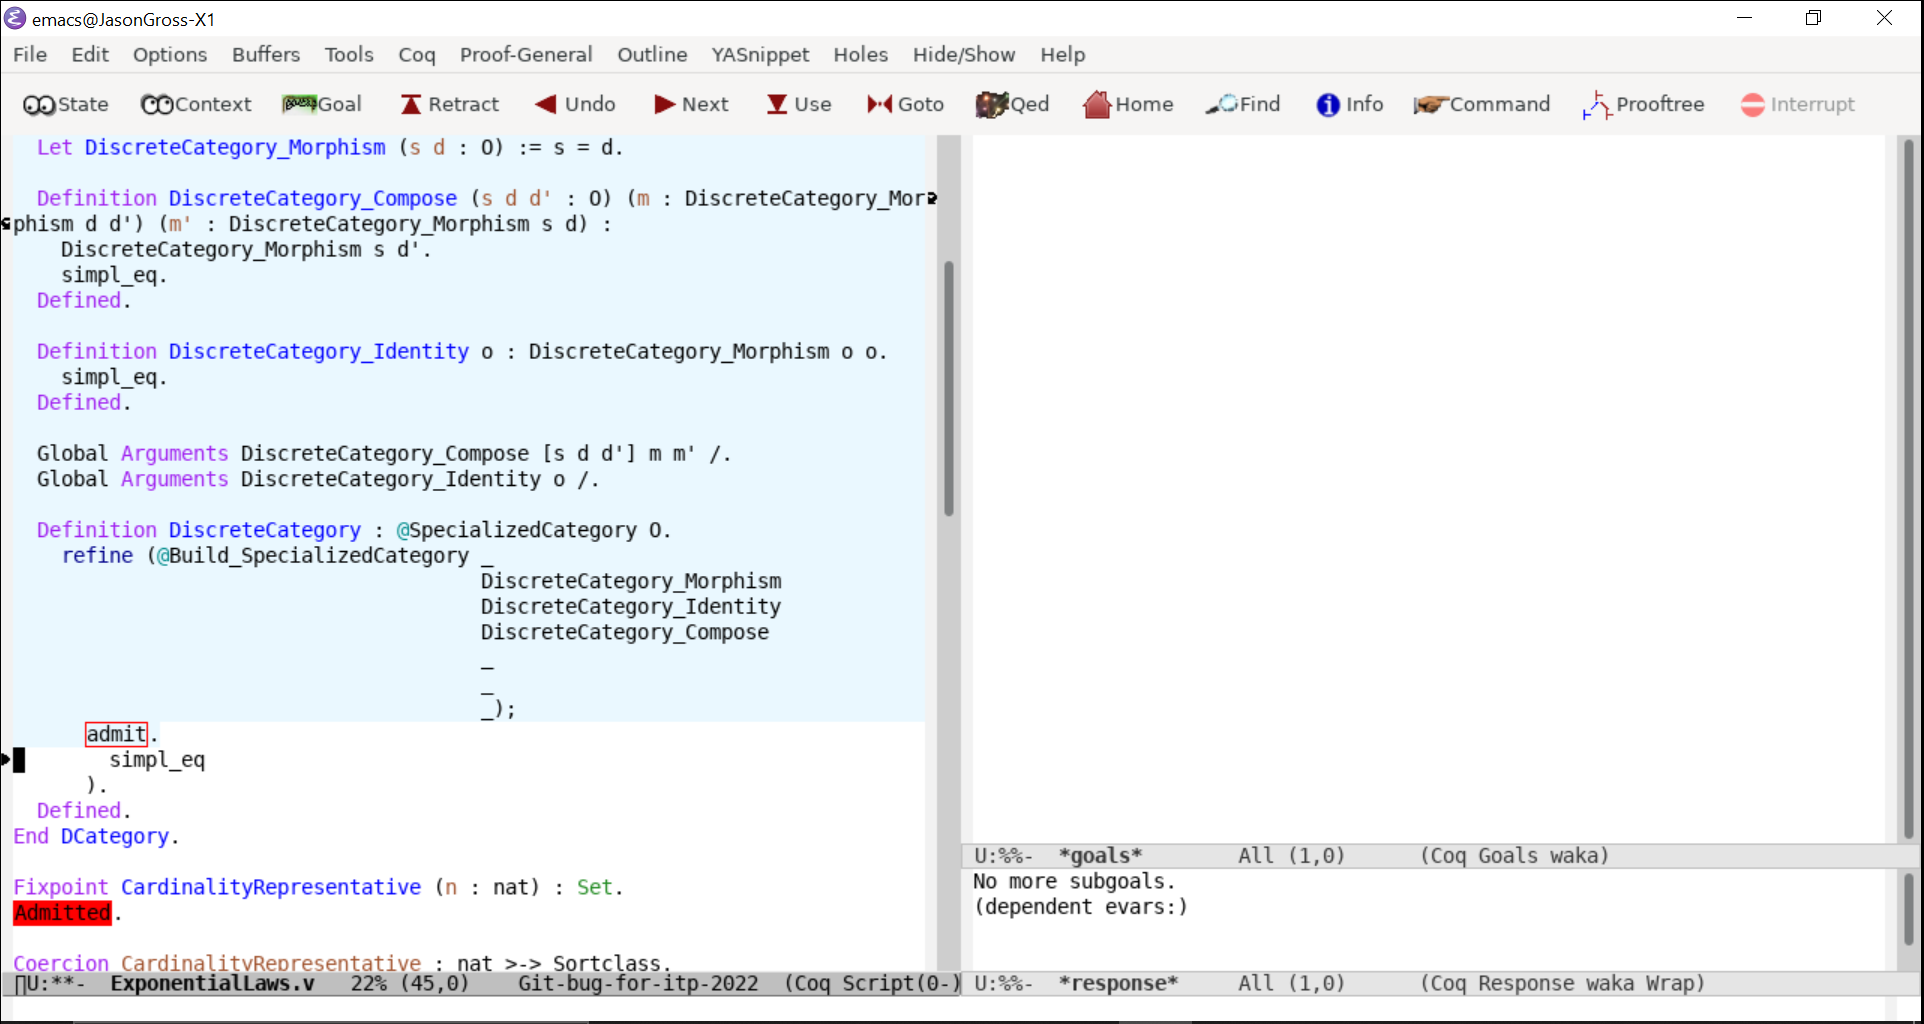 emacs@JasonGross-X1
File Edit Options Buffers Tools Coq Proof-General Outline YASnippet Holes Hide/Show Help
State Context Goal Retract Undo Next Use Goto Qed Home Find Info Command Prooftree Interrupt
Let DiscreteCategory_Morphism (s d : O) := s = d.
Definition DiscreteCategory_Compose (s d d' : O) (m : DiscreteCategory_Mor
phism d d') (m' : DiscreteCategory_Morphism s d) :
DiscreteCategory_Morphism s d'.
simpl_eq.
Defined.
Definition DiscreteCategory_Identity o : DiscreteCategory_Morphism o o.
simpl_eq.
Defined.
Global Arguments DiscreteCategory_Compose [s d d'] m m' /.
Global Arguments DiscreteCategory_Identity o /.
Definition DiscreteCategory : @SpecializedCategory O.
refine (@Build_SpecializedCategory _
DiscreteCategory_Morphism
DiscreteCategory_Identity
DiscreteCategory_Compose
_
_
_);
admit.
simpl_eq
).
Defined.
End DCategory.
Fixpoint CardinalityRepresentative (n : nat) : Set.
Admitted.
Coercion CardinalityRepresentative : nat >-> Sortclass.
U:**- ExponentialLaws.v 22% (45,0) Git-bug-for-itp-2022 (Coq Script(0-)
U:%%- *goals* All (1,0) (Coq Goals waka)
No more subgoals.
(dependent evars:)
U:%%- *response* All (1,0) (Coq Response waka Wrap)